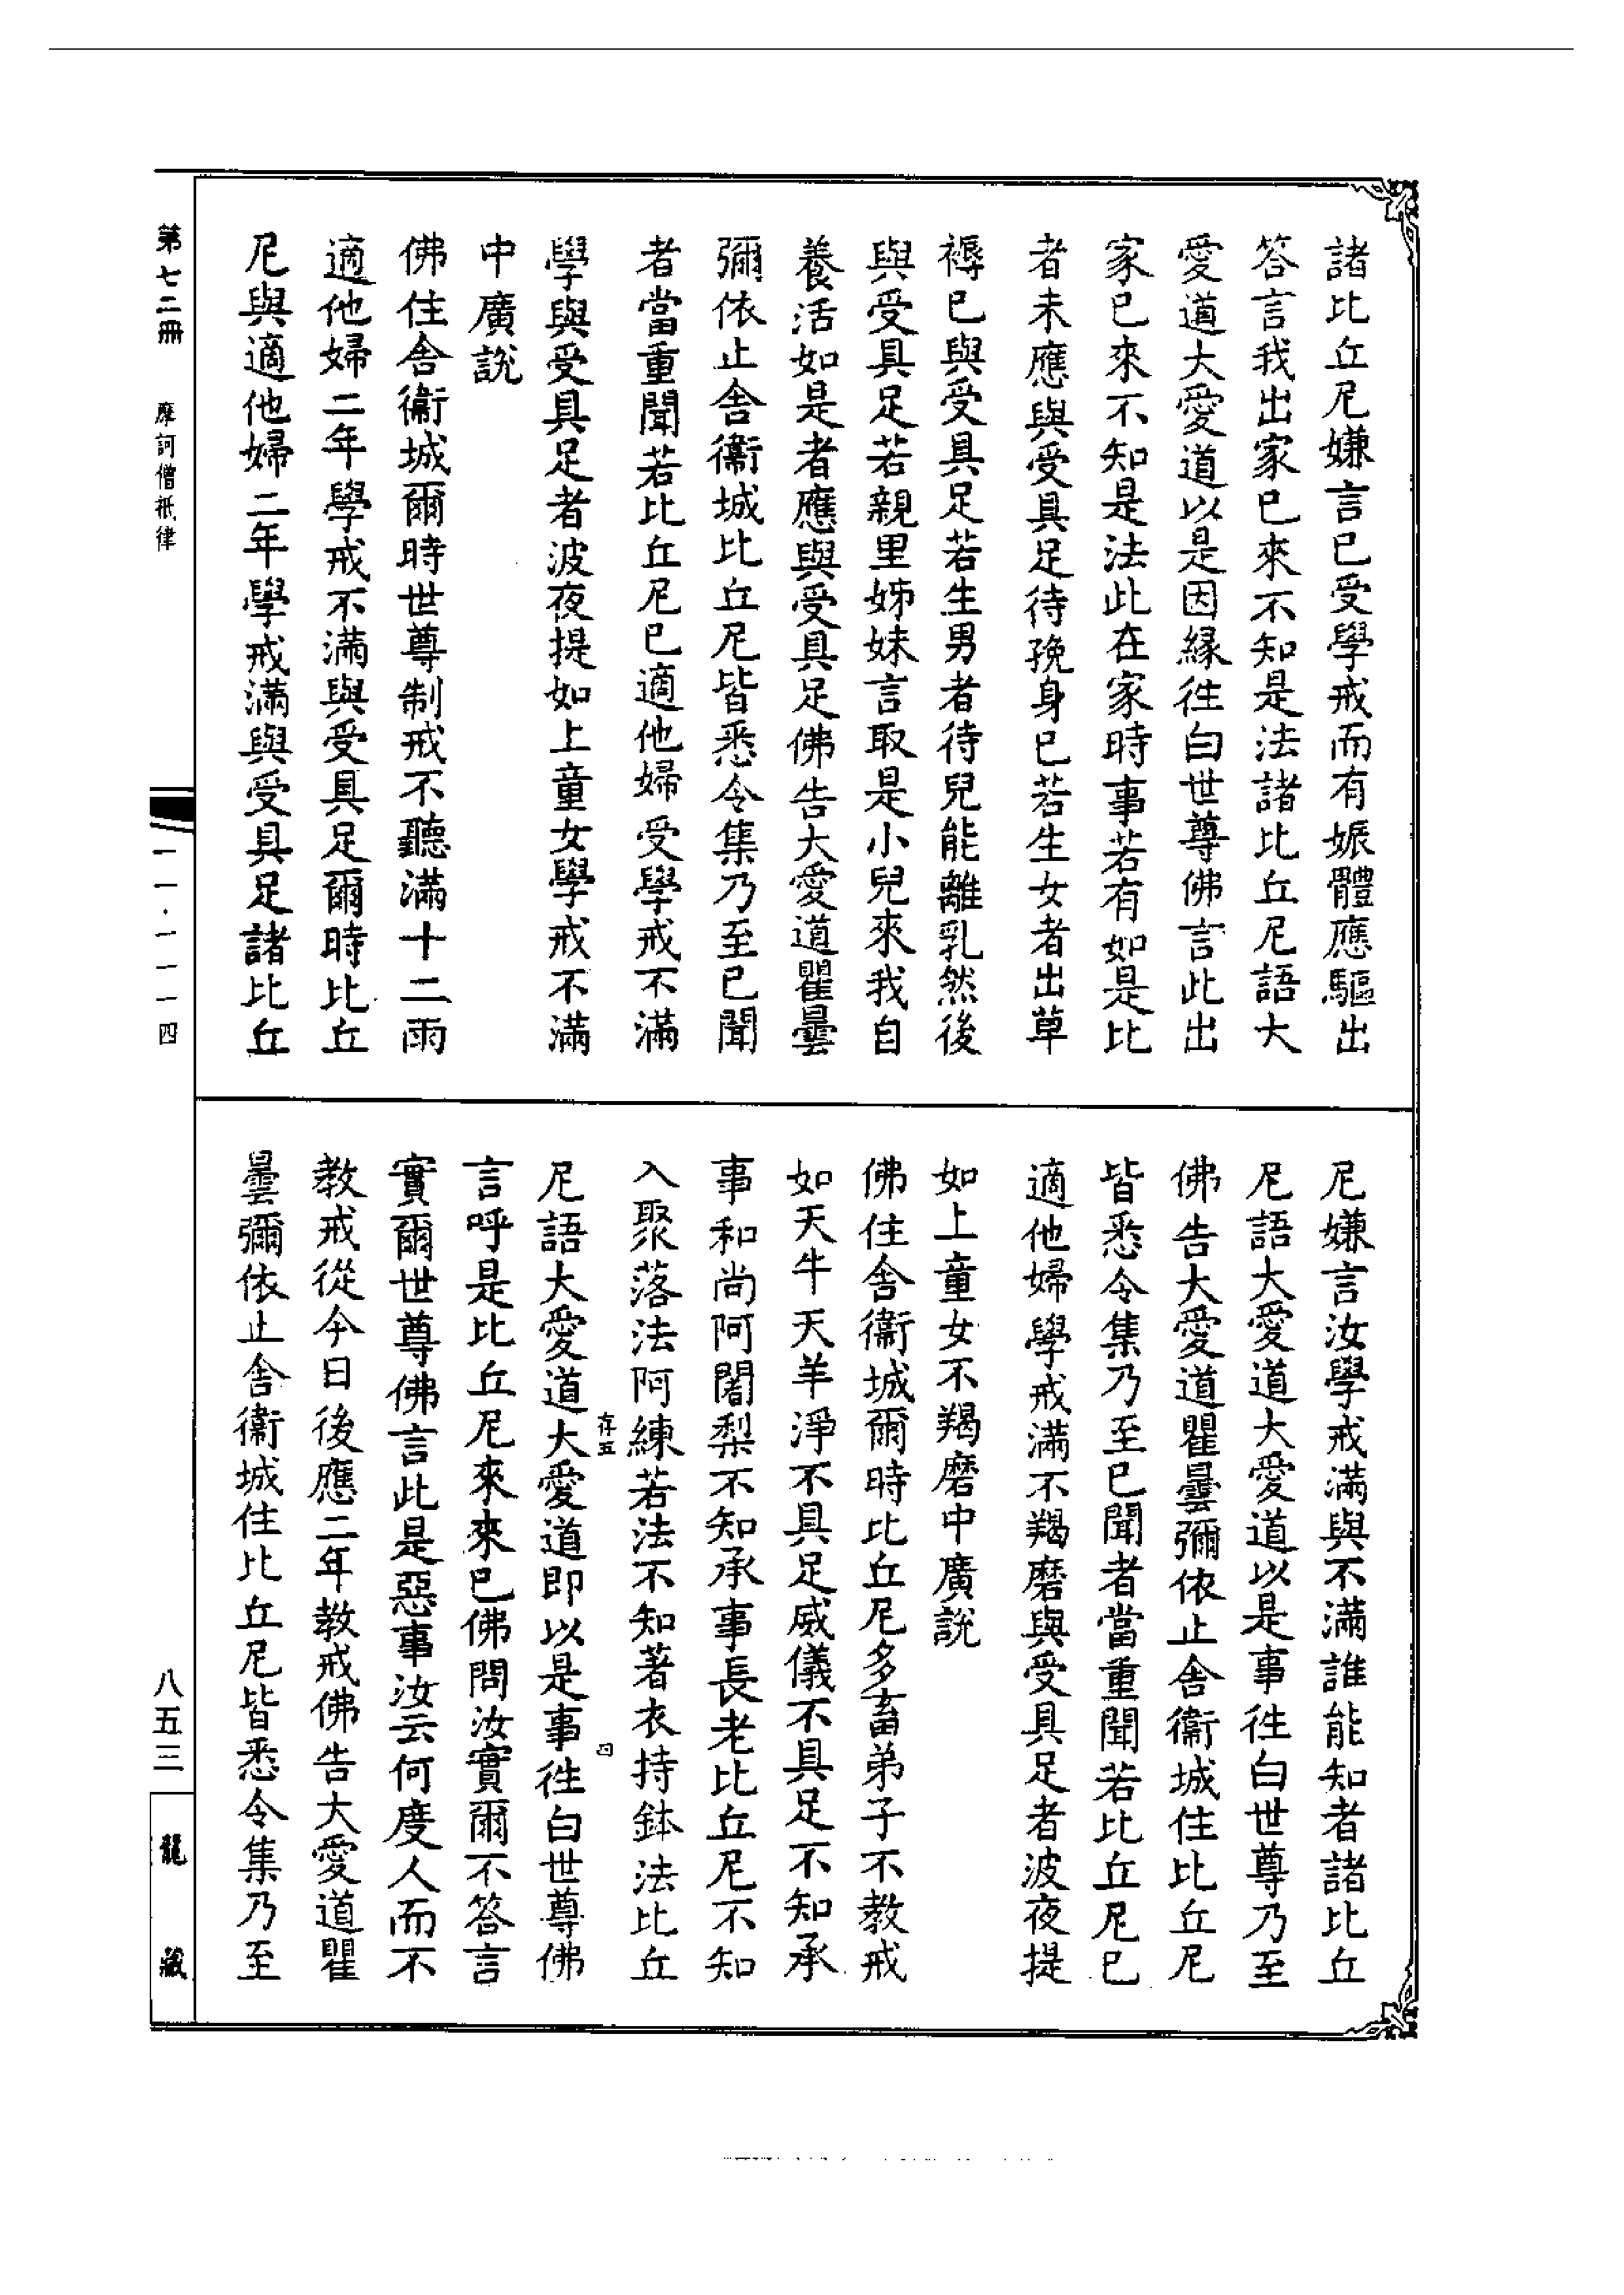 諸比丘尼嫌言已受學戒而有娠體應驅出
答言我出家已來不知是法諸比丘尼語大
愛道大愛道以是因緣往白世尊佛言此出
家已來不知是法此在家時事若有如是比
者未應與受具足待娩身已若生女者出草
褥已與受具足若生男者待兒能離乳然後
與受具足若親里姊妹言取是小兒來我自
養活如是者應與受具足佛告大愛道瞿曇
彌依止舍衞城比丘尼皆悉令集乃至已聞
者當重聞若比丘尼已適他婦受學戒不滿
學與受具足者波夜提如上童女學戒不滿
中廣說
佛住舍衞城爾時世尊制戒不聽滿十二雨
適他婦二年學戒不滿與受具足爾時比丘
尼與適他婦二年學戒滿與受具足諸比丘
尼嫌言汝學戒滿與不滿誰能知者諸比丘
尼語大愛道大愛道以是事往白世尊乃至
佛告大愛道瞿曇彌依止舍衞城住比丘尼
皆悉令集乃至已聞者當重聞若比丘尼已
適他婦學戒滿不羯磨與受具足者波夜提
如上童女不羯磨中廣說
佛住舍衞城爾時比丘尼多畜弟子不教戒
如天牛天羊淨不具足威儀不具足不知承
事和尚阿闍梨不知承事長老比丘尼不知
入聚落法阿練若法不知著衣持鉢法比丘
尼語大愛道大愛道即以是事往白世尊佛
言呼是比丘尼來來已佛問汝實爾不答言
實爾世尊佛言此是惡事汝云何度人而不
教戒從今日後應二年教戒佛告大愛道瞿
曇彌依止舍衞城住比丘尼皆悉令集乃至
存五
四
第七二冊
摩訶僧祇律
一一·一一一四
八五三
龍藏